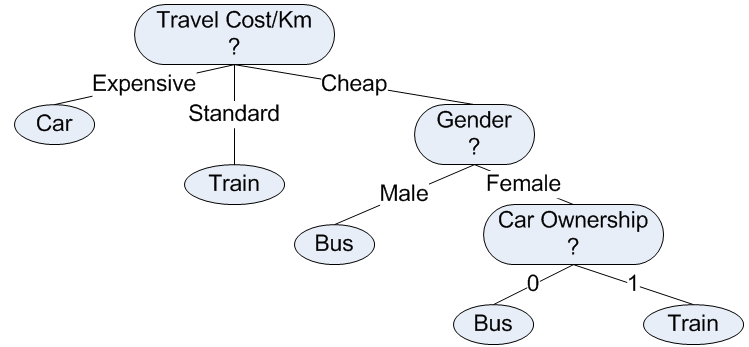 Travel Cost/Km
?
Expensive
Cheap
Standard
Car
Gender
?
Train
Male
Female
Bus
Car Ownership
?
0
1
Bus
Train